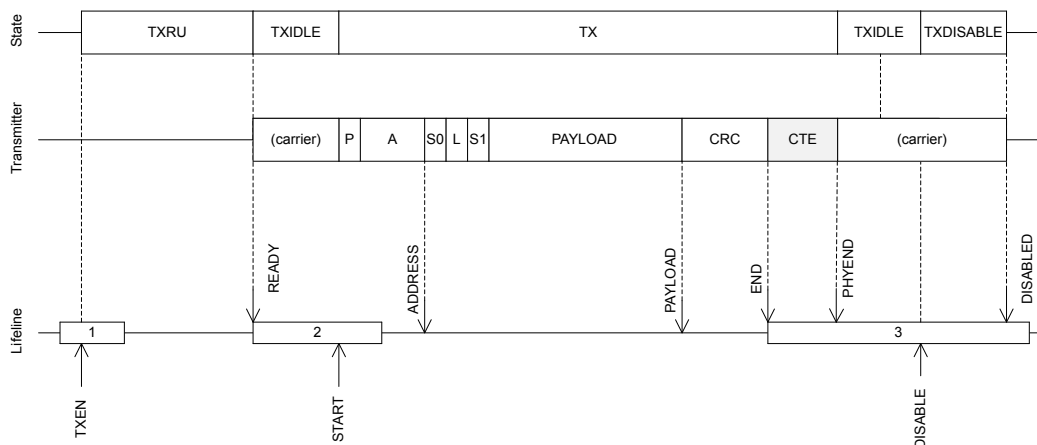 State
TXRU
TXIDLE
TX
TXIDLE
TXDISABLE
Transmitter
(carrier)
P
A
S0
L
S1
PAYLOAD
CRC
CTE
(carrier)
READY
ADDRESS
PAYLOAD
END
PHYEND
DISABLED
Lifeline
1
2
3
TXEN
START
DISABLE